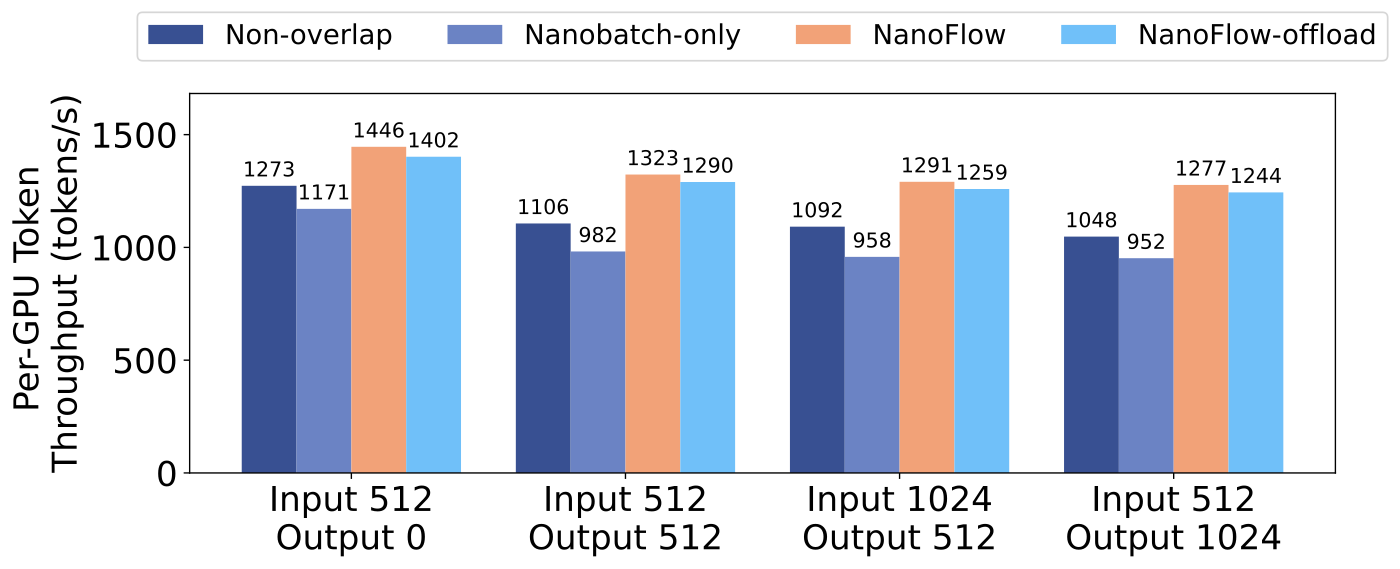 Non-overlap Nanobatch-only NanoFlow NanoFlow-offload
Per-GPU Token
Throughput (tokens/s)
1500
1000
500
0
1273 1171 1446 1402
1106 982 1323 1290
1092 958 1291 1259
1048 952 1277 1244
Input 512
Output 0
Input 512
Output 512
Input 1024
Output 512
Input 512
Output 1024